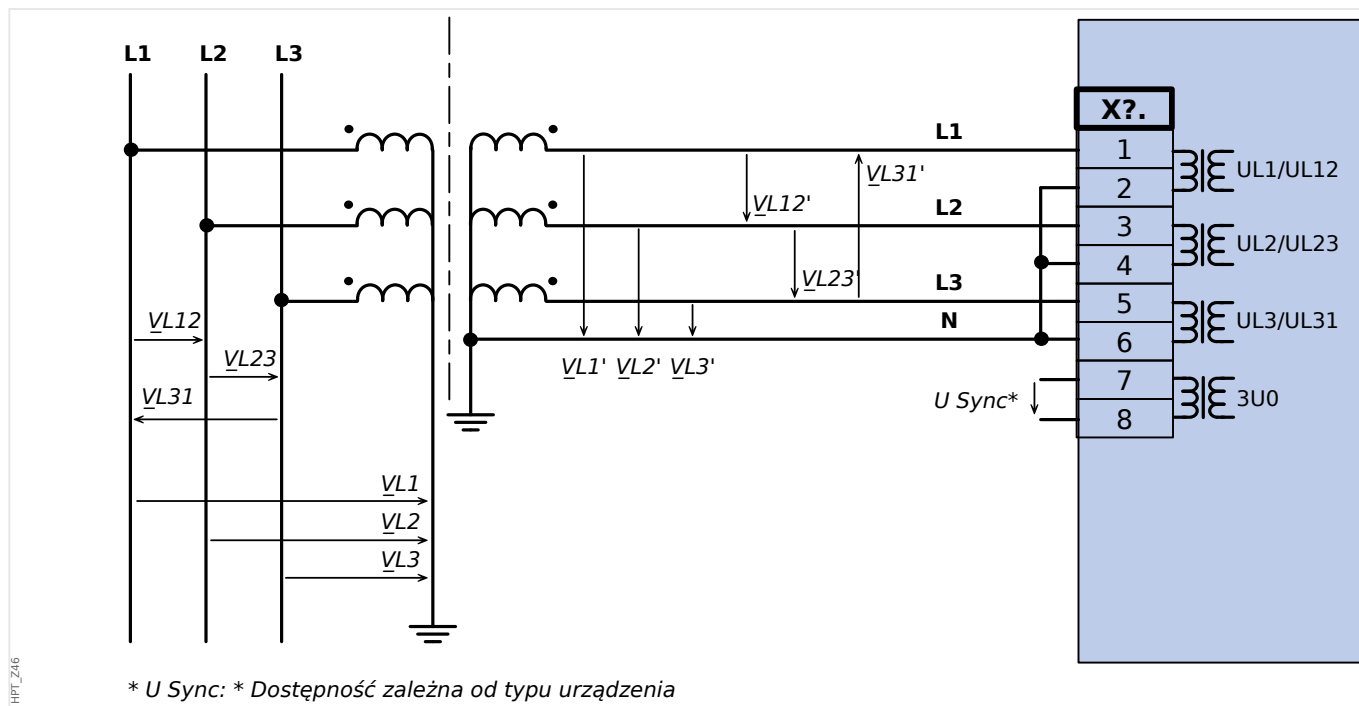 L1 L2 L3
X?.
L1
1
UL1/UL12
VL31'
2
VL12'
L2
3
UL2/UL23
4
VL23'
L3
5
UL3/UL31
N
6
VL12
VL23
VL1' VL2' VL3'
7
VL31
U Sync*
3U0
8
VL1
VL2
VL3
HPT_Z46
* U Sync: * Dostępność zależna od typu urządzenia